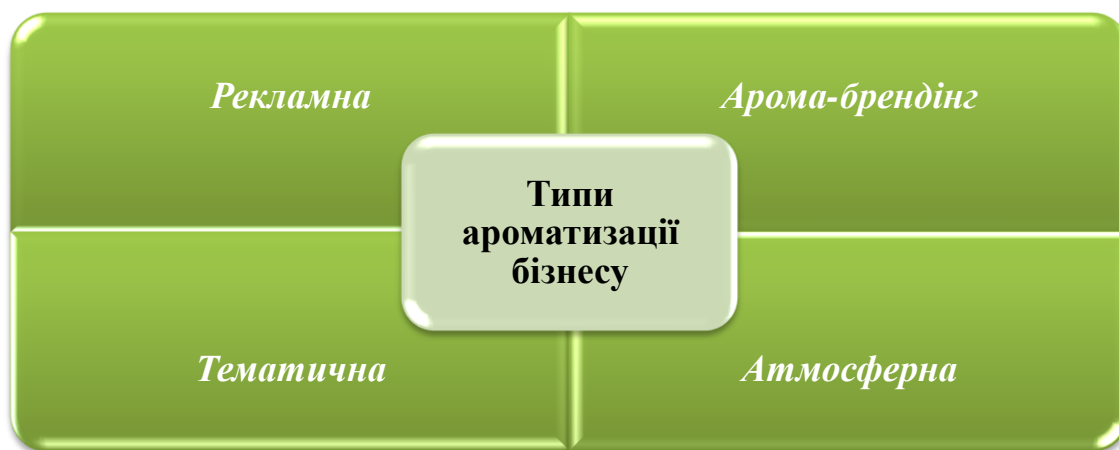 Рекламна
Арома-брендінг
Типи
ароматизації
бізнесу
Тематична
Атмосферна